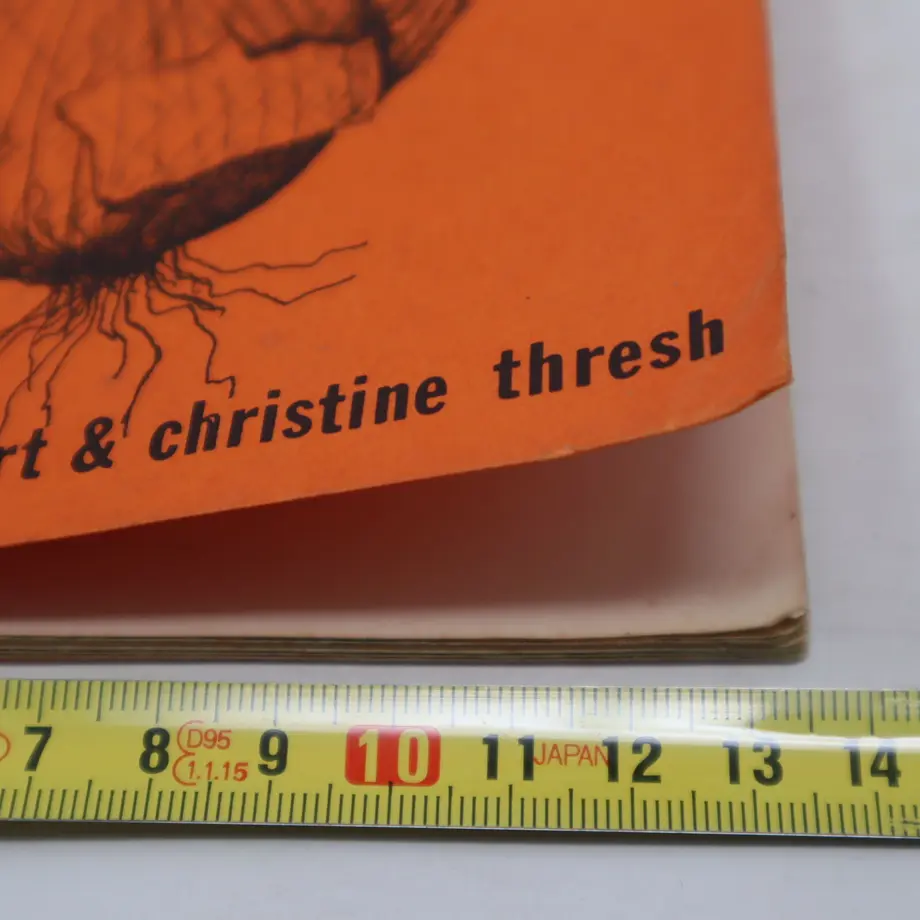 rt & christine thresh
7 8 D95 9 10 11 JAPAN 12 13 14
1.1.15